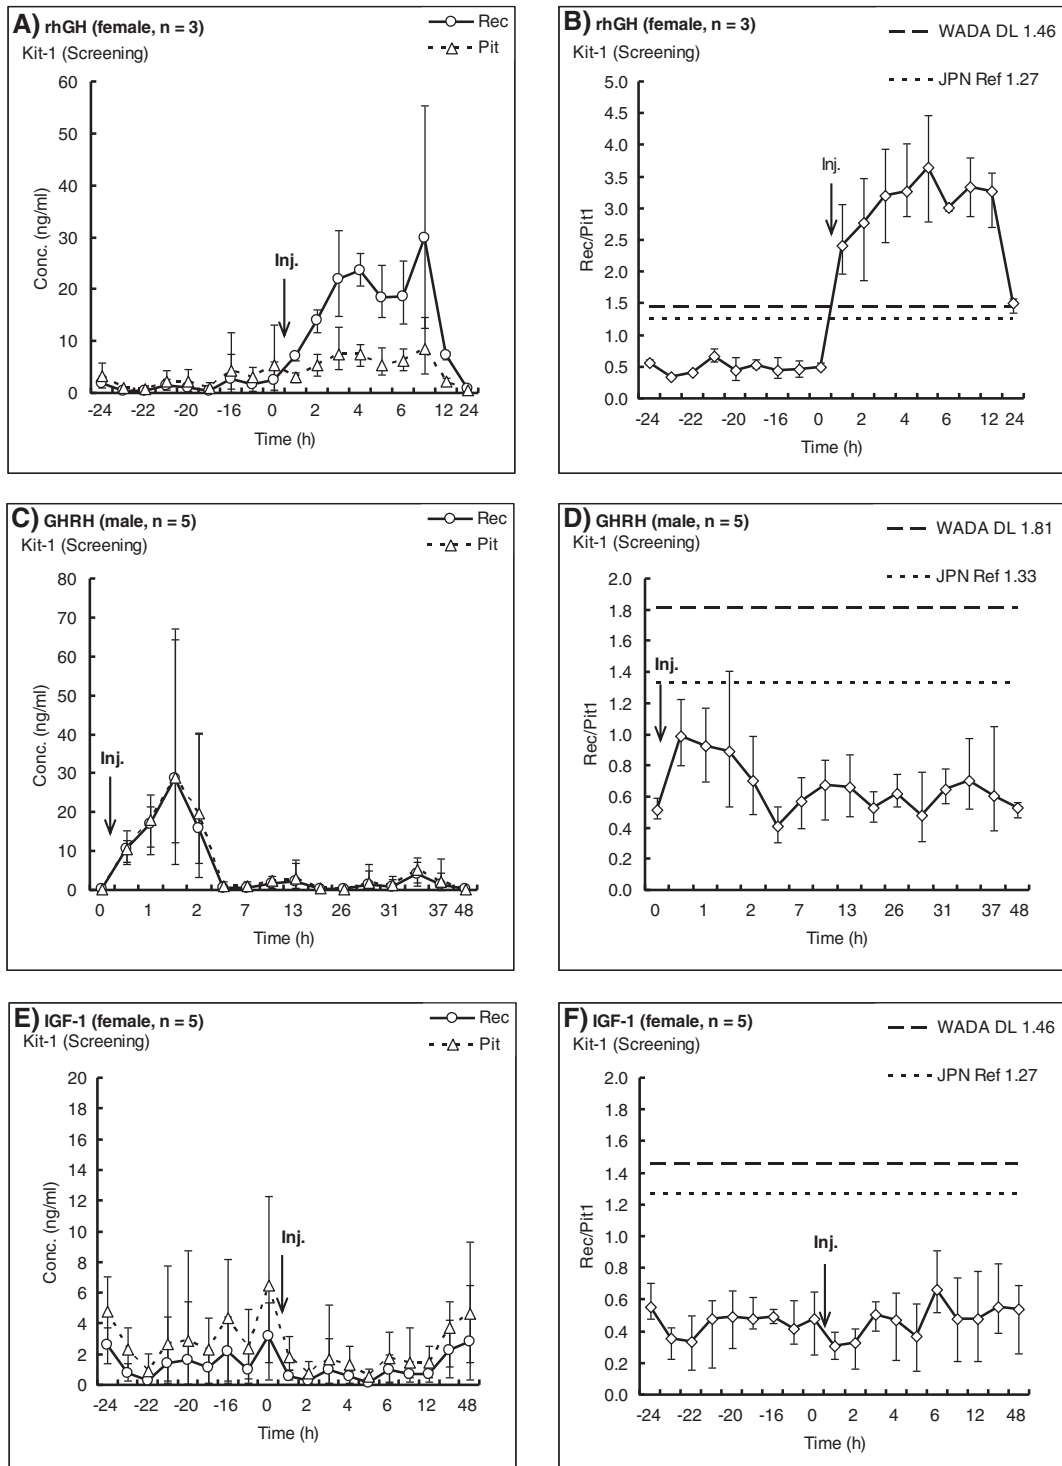 A) rhGH (female, n = 3)
Kit-1 (Screening)
Rec
Pit
60
50
40
30
20
10
0
Conc. (ng/ml)
Inj.
-24 -22 -20 -16 0 2 4 6 12 24
Time (h)
B) rhGH (female, n = 3)
Kit-1 (Screening)
WADA DL 1.46
JPN Ref 1.27
5.0
4.5
4.0
3.5
3.0
2.5
2.0
1.5
1.0
0.5
0.0
Rec/Pit1
Inj.
-24 -22 -20 -16 0 2 4 6 12 24
Time (h)
C) GHRH (male, n = 5)
Kit-1 (Screening)
Rec
Pit
80
70
60
50
40
30
20
10
0
Conc. (ng/ml)
Inj.
0 1 2 7 13 26 31 37 48
Time (h)
D) GHRH (male, n = 5)
Kit-1 (Screening)
WADA DL 1.81
JPN Ref 1.33
2.0
1.8
1.6
1.4
1.2
1.0
0.8
0.6
0.4
0.2
0.0
Rec/Pit1
Inj.
0 1 2 7 13 26 31 37 48
Time (h)
E) IGF-1 (female, n = 5)
Kit-1 (Screening)
Rec
Pit
20
18
16
14
12
10
8
6
4
2
0
Conc. (ng/ml)
Inj.
-24 -22 -20 -16 0 2 4 6 12 48
Time (h)
F) IGF-1 (female, n = 5)
Kit-1 (Screening)
WADA DL 1.46
JPN Ref 1.27
2.0
1.8
1.6
1.4
1.2
1.0
0.8
0.6
0.4
0.2
0.0
Rec/Pit1
Inj.
-24 -22 -20 -16 0 2 4 6 12 48
Time (h)